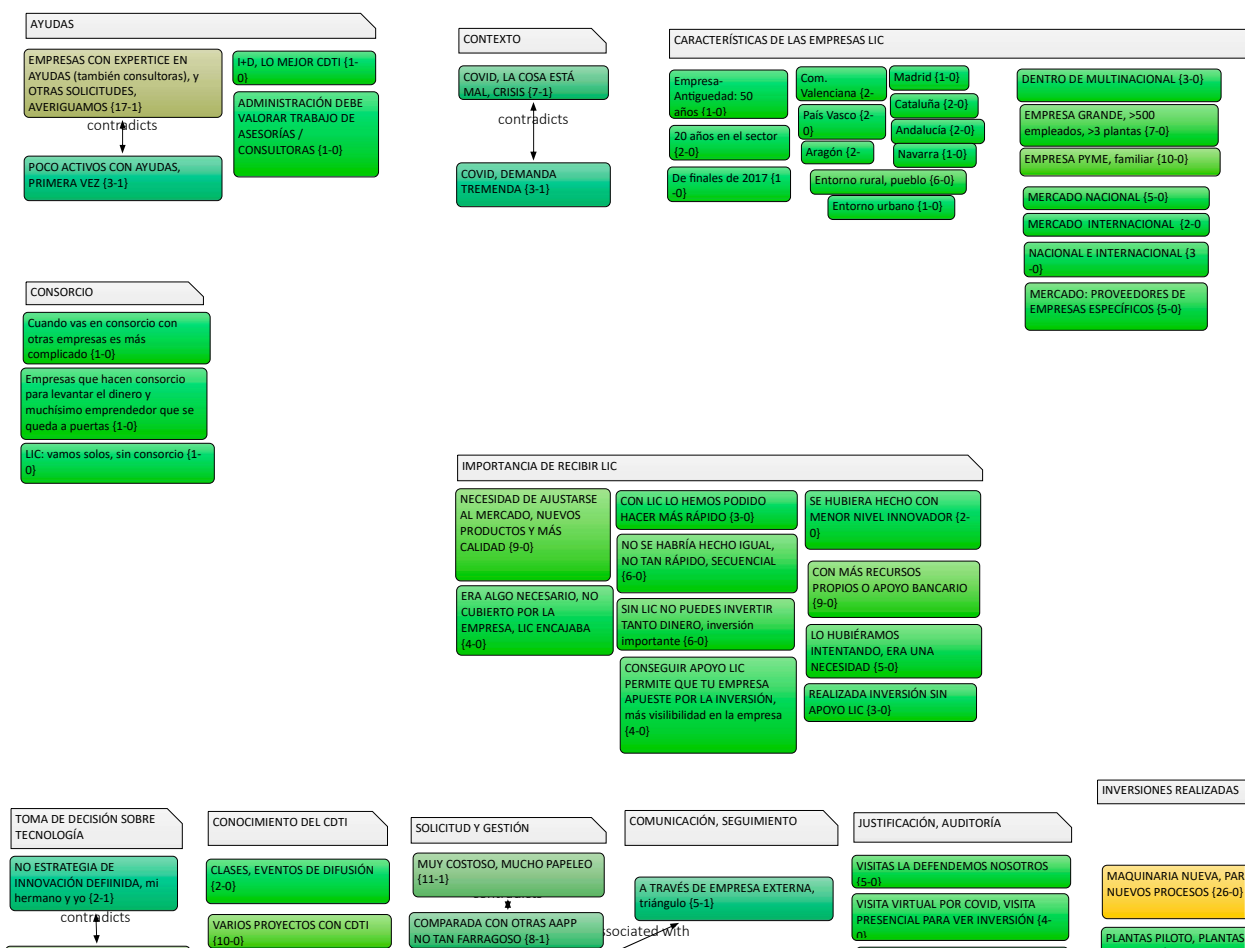 AYUDAS
EMPRESAS CON EXPERTICE EN
AYUDAS (también consultoras), y
OTRAS SOLICITUDES,
AVERIGUAMOS {17-1}
contradicts
POCO ACTIVOS CON AYUDAS,
PRIMERA VEZ {3-1}
I+D, LO MEJOR CDTI {1-
0}
ADMINISTRACIÓN DEBE
VALORAR TRABAJO DE
ASESORÍAS /
CONSULTORAS {1-0}
CONTEXTO
COVID, LA COSA ESTÁ
MAL, CRISIS {7-1}
contradicts
COVID, DEMANDA
TREMENDA {3-1}
CARACTERÍSTICAS DE LAS EMPRESAS LIC
Empresa-
Antiguedad: 50
años {1-0}
20 años en el sector
{2-0}
De finales de 2017 {1
-0}
Com.
Valenciana {2-
País Vasco {2-
0}
Aragón {2-
Madrid {1-0}
Cataluña {2-0}
Andalucía {2-0}
Navarra {1-0}
Entorno rural, pueblo {6-0}
Entorno urbano {1-0}
DENTRO DE MULTINACIONAL {3-0}
EMPRESA GRANDE, >500
empleados, >3 plantas {7-0}
EMPRESA PYME, familiar {10-0}
MERCADO NACIONAL {5-0}
MERCADO INTERNACIONAL {2-0
NACIONAL E INTERNACIONAL {3
-0}
MERCADO: PROVEEDORES DE
EMPRESAS ESPECÍFICOS {5-0}
CONSORCIO
Cuando vas en consorcio con
otras empresas es más
complicado {1-0}
Empresas que hacen consorcio
para levantar el dinero y
muchísimo emprendedor que se
queda a puertas {1-0}
LIC: vamos solos, sin consorcio {1-
0}
IMPORTANCIA DE RECIBIR LIC
NECESIDAD DE AJUSTARSE
AL MERCADO, NUEVOS
PRODUCTOS Y MÁS
CALIDAD {9-0}
ERA ALGO NECESARIO, NO
CUBIERTO POR LA
EMPRESA, LIC ENCAJABA
{4-0}
CON LIC LO HEMOS PODIDO
HACER MÁS RÁPIDO {3-0}
NO SE HABRÍA HECHO IGUAL,
NO TAN RÁPIDO, SECUENCIAL
{6-0}
SIN LIC NO PUEDES INVERTIR
TANTO DINERO, inversión
importante {6-0}
CONSEGUIR APOYO LIC
PERMITE QUE TU EMPRESA
APUESTE POR LA INVERSIÓN,
más visilibilidad en la empresa
{4-0}
SE HUBIERA HECHO CON
MENOR NIVEL INNOVADOR {2-
0}
CON MÁS RECURSOS
PROPIOS O APOYO BANCARIO
{9-0}
LO HUBIÉRAMOS
INTENTANDO, ERA UNA
NECESIDAD {5-0}
REALIZADA INVERSIÓN SIN
APOYO LIC {3-0}
TOMA DE DECISIÓN SOBRE
TECNOLOGÍA
NO ESTRATEGIA DE
INNOVACIÓN DEFIINIDA, mi
hermano y yo {2-1}
contradicts
CONOCIMIENTO DEL CDTI
CLASES, EVENTOS DE DIFUSIÓN
{2-0}
VARIOS PROYECTOS CON CDTI
{10-0}
SOLICITUD Y GESTIÓN
MUY COSTOSO, MUCHO PAPELEO
{11-1}
COMPARADA CON OTRAS AAPP
NO TAN FARRAGOSO {8-1}
COMUNICACIÓN, SEGUIMIENTO
A TRAVÉS DE EMPRESA EXTERNA,
triángulo {5-1}
ssociated with
JUSTIFICACIÓN, AUDITORÍA
VISITAS LA DEFENDEMOS NOSOTROS
{5-0}
VISITA VIRTUAL POR COVID, VISITA
PRESENCIAL PARA VER INVERSIÓN {4-
INVERSIONES REALIZADAS
MAQUINARIA NUEVA, PAR
NUEVOS PROCESOS {26-0}
PLANTAS PILOTO, PLANTAS